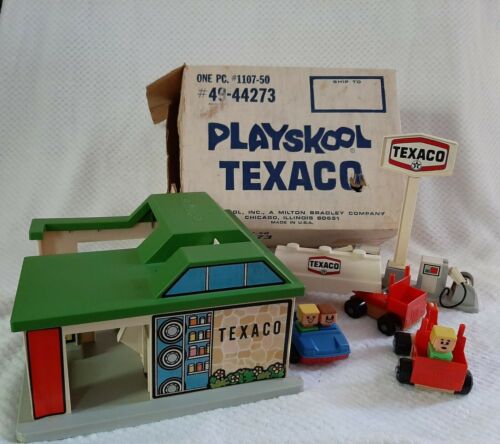 ONE PC. #1107-50
SHIP TO
# 49-44273
PLAYSKOOL®
TEXACO
OOL, INC., A MILTON BRADLEY COMPANY
CHICAGO, ILLINOIS 60651
MADE IN U.S.A.
73
TEXACO
TEXACO
TEXACO